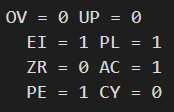 OV = 0 UP = 0
EI = 1 PL = 1
ZR = 0 AC = 1
PE = 1 CY = 0